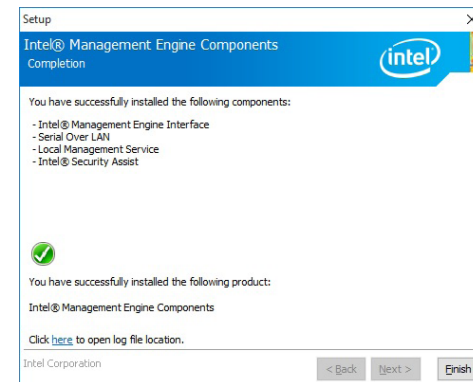 Setup
Intel® Management Engine Components
Completion
intel
You have successfully installed the following components:
- Intel® Management Engine Interface
- Serial Over LAN
- Local Management Service
- Intel® Security Assist
You have successfully installed the following product:
Intel® Management Engine Components
Click here to open log file location.
Intel Corporation
< Back Next > Finish